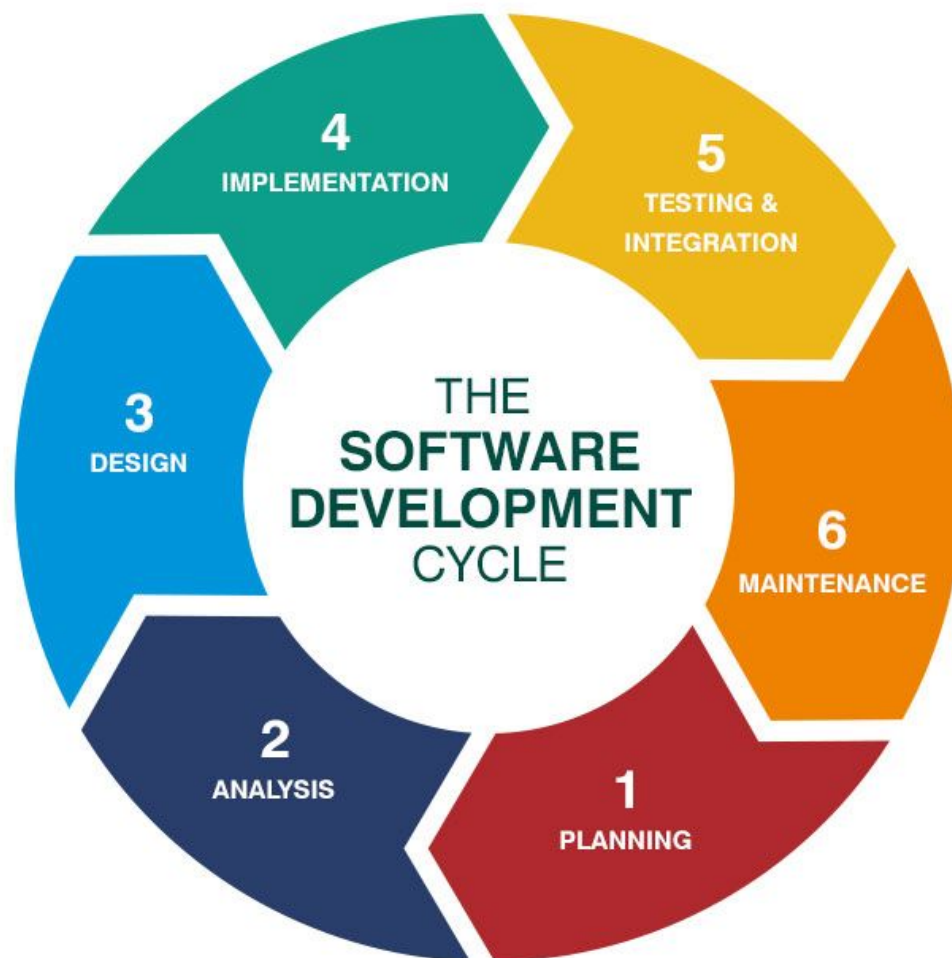 THE
SOFTWARE
DEVELOPMENT
CYCLE
1
PLANNING
2
ANALYSIS
3
DESIGN
4
IMPLEMENTATION
5
TESTING &
INTEGRATION
6
MAINTENANCE